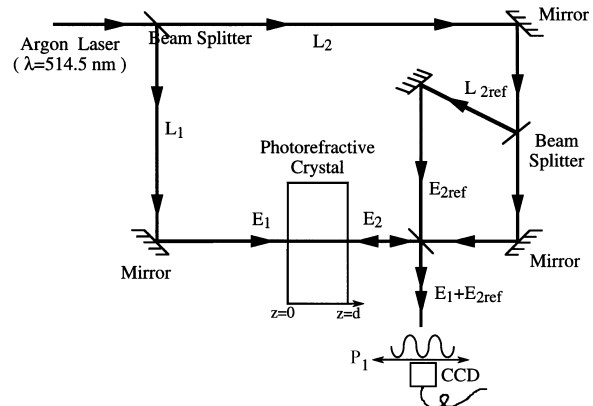 Mirror
Argon Laser
( λ=514.5 nm )
Beam Splitter
L2
L 2ref
L1
Beam
Splitter
Photorefractive
Crystal
E2ref
E1
E2
Mirror
Mirror
E1+E2ref
z=0
z=d
P1
CCD